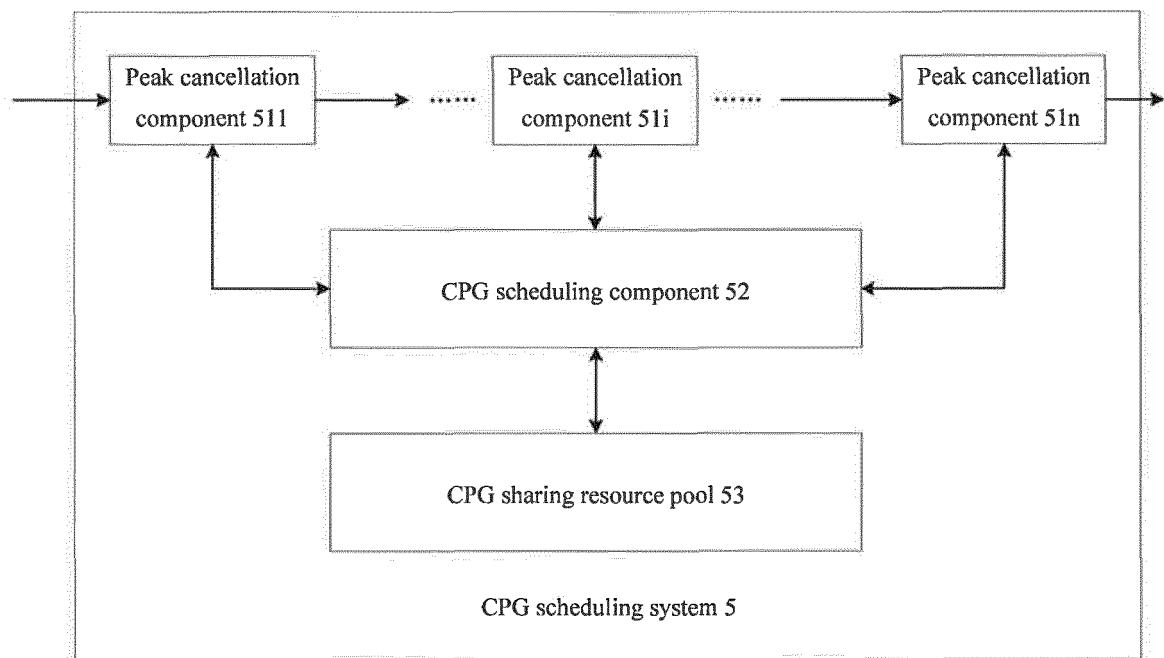 Peak cancellation
component 511
......
Peak cancellation
component 51i
......
Peak cancellation
component 51n
CPG scheduling component 52
CPG sharing resource pool 53
CPG scheduling system 5